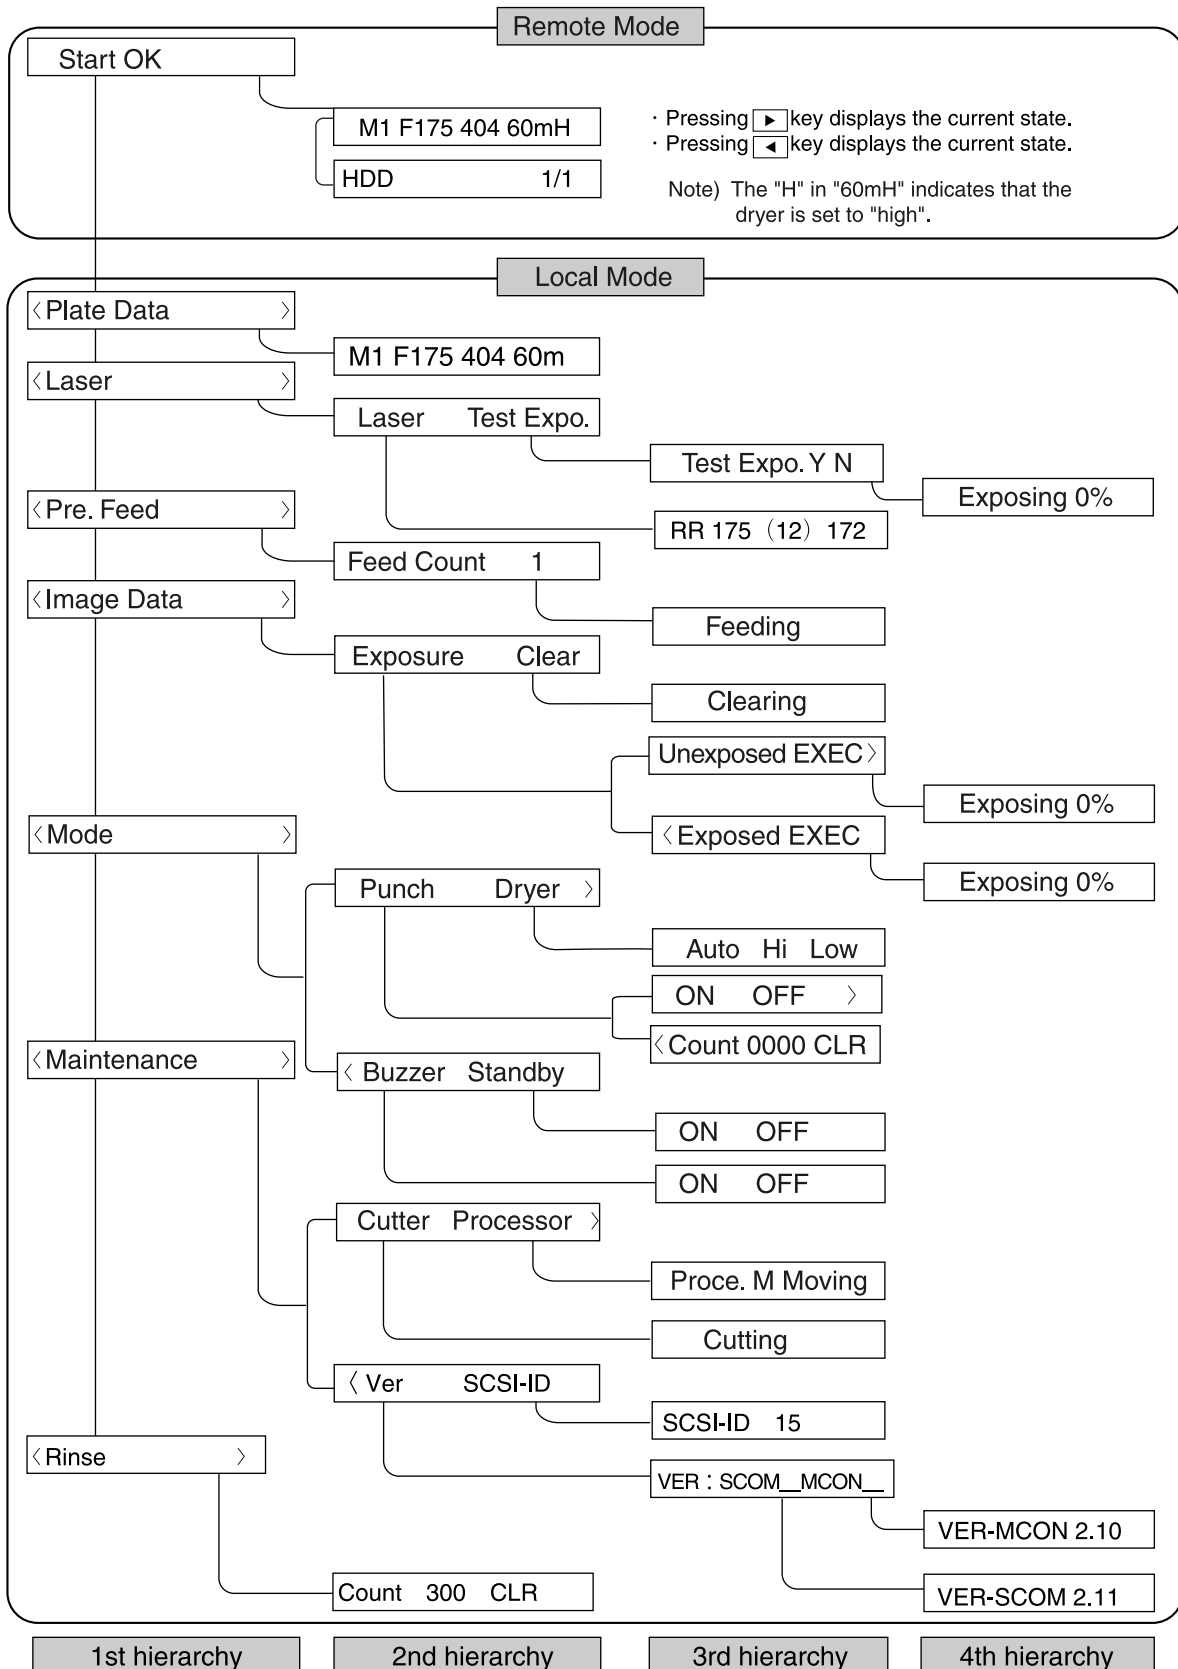 Remote Mode
Start OK
M1 F175 404 60mH
HDD 1/1
· Pressing ▶ key displays the current state.
· Pressing ◀ key displays the current state.
Note) The "H" in "60mH" indicates that the
dryer is set to "high".
Local Mode
〈Plate Data 〉
M1 F175 404 60m
〈Laser 〉
Laser Test Expo.
Test Expo. Y N
Exposing 0%
RR 175 (12) 172
〈Pre. Feed 〉
Feed Count 1
Feeding
〈Image Data 〉
Exposure Clear
Clearing
Unexposed EXEC〉
Exposing 0%
〈Exposed EXEC
Exposing 0%
〈Mode 〉
Punch Dryer 〉
Auto Hi Low
ON OFF 〉
〈Count 0000 CLR
〈Maintenance 〉
〈 Buzzer Standby
ON OFF
ON OFF
Cutter Processor 〉
Proce. M Moving
Cutting
〈 Ver SCSI-ID
SCSI-ID 15
〈Rinse 〉
VER : SCOM__MCON__
VER-MCON 2.10
VER-SCOM 2.11
Count 300 CLR
1st hierarchy 2nd hierarchy 3rd hierarchy 4th hierarchy